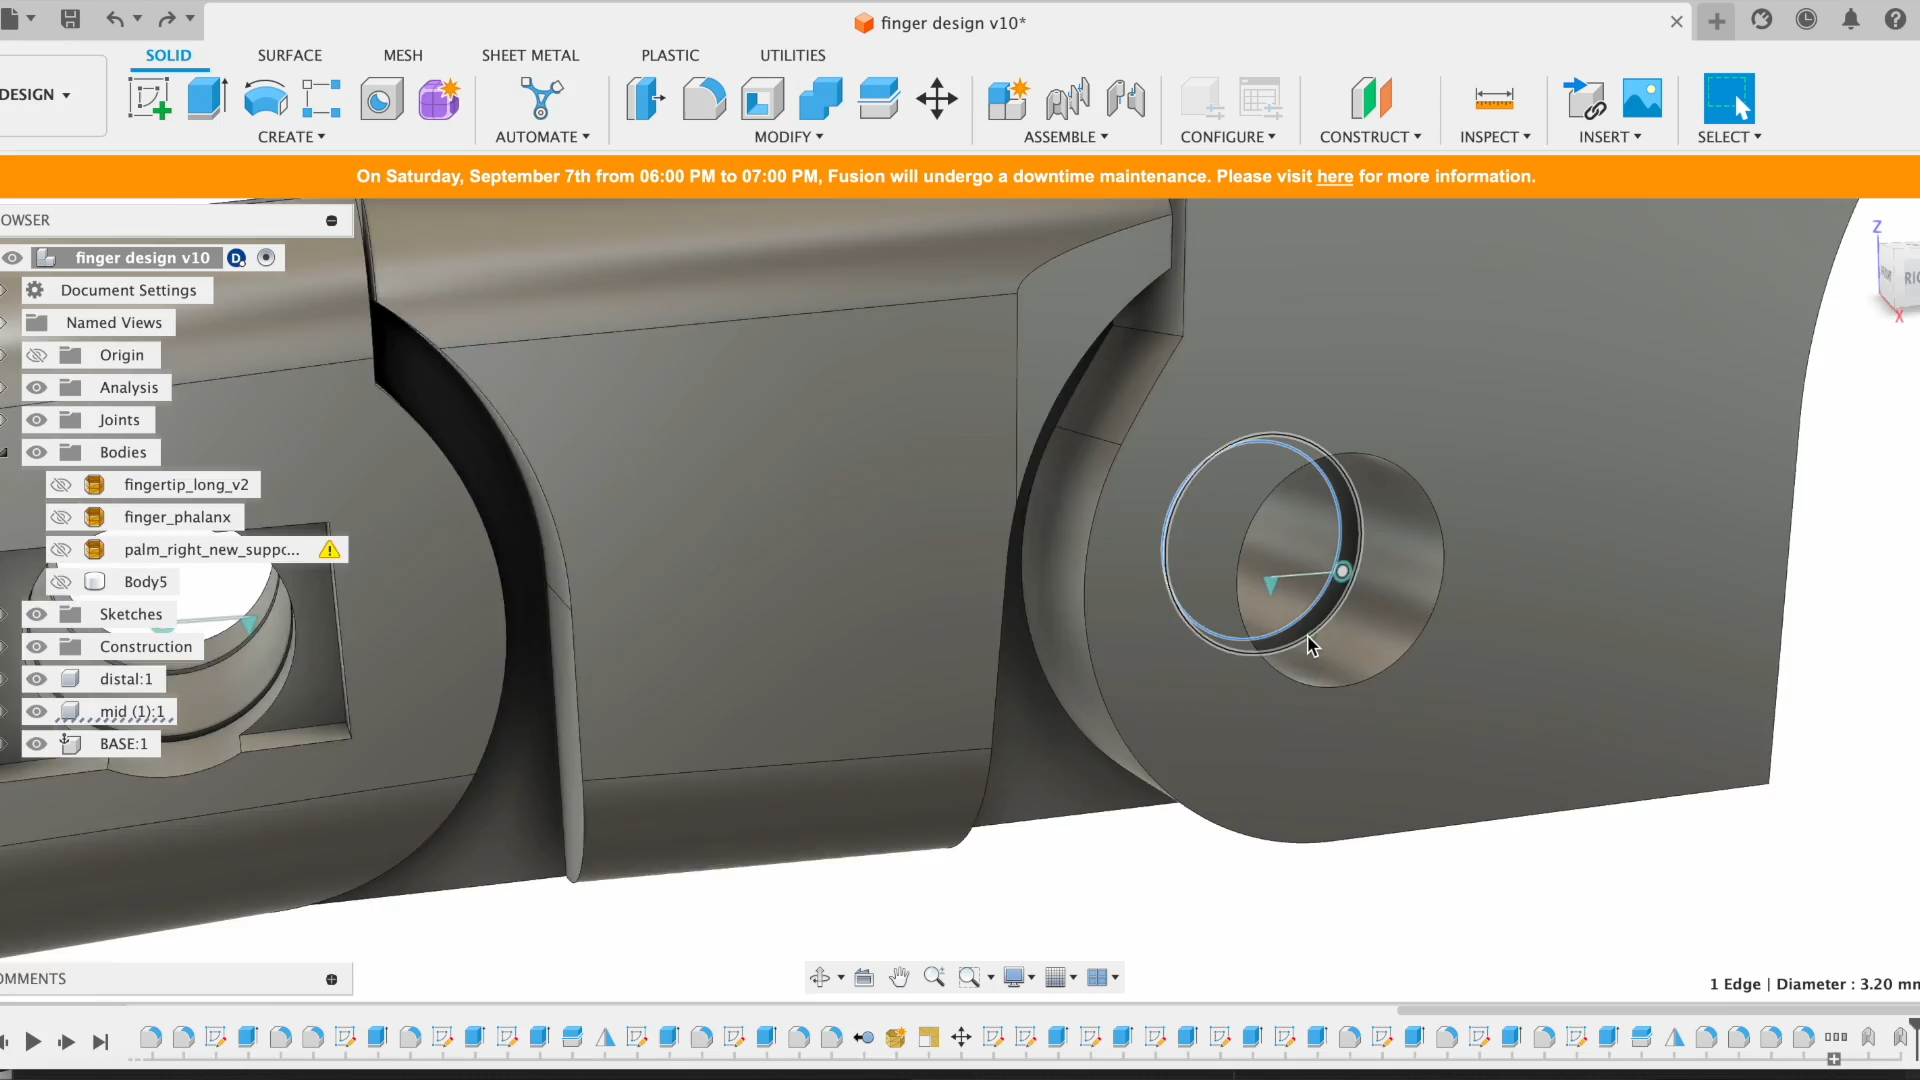 finger design v10*
SOLID SURFACE MESH SHEET METAL PLASTIC UTILITIES
DESIGN
CREATE AUTOMATE MODIFY ASSEMBLE CONFIGURE CONSTRUCT INSPECT INSERT SELECT
On Saturday, September 7th from 06:00 PM to 07:00 PM, Fusion will undergo a downtime maintenance. Please visit here for more information.
OWSER
finger design v10
Document Settings
Named Views
Origin
Analysis
Joints
Bodies
fingertip_long_v2
finger_phalanx
palm_right_new_suppc...
Body5
Sketches
Construction
distal:1
mid (1):1
BASE:1
Z
RIG
X
OMMENTS
1 Edge | Diameter : 3.20 mm